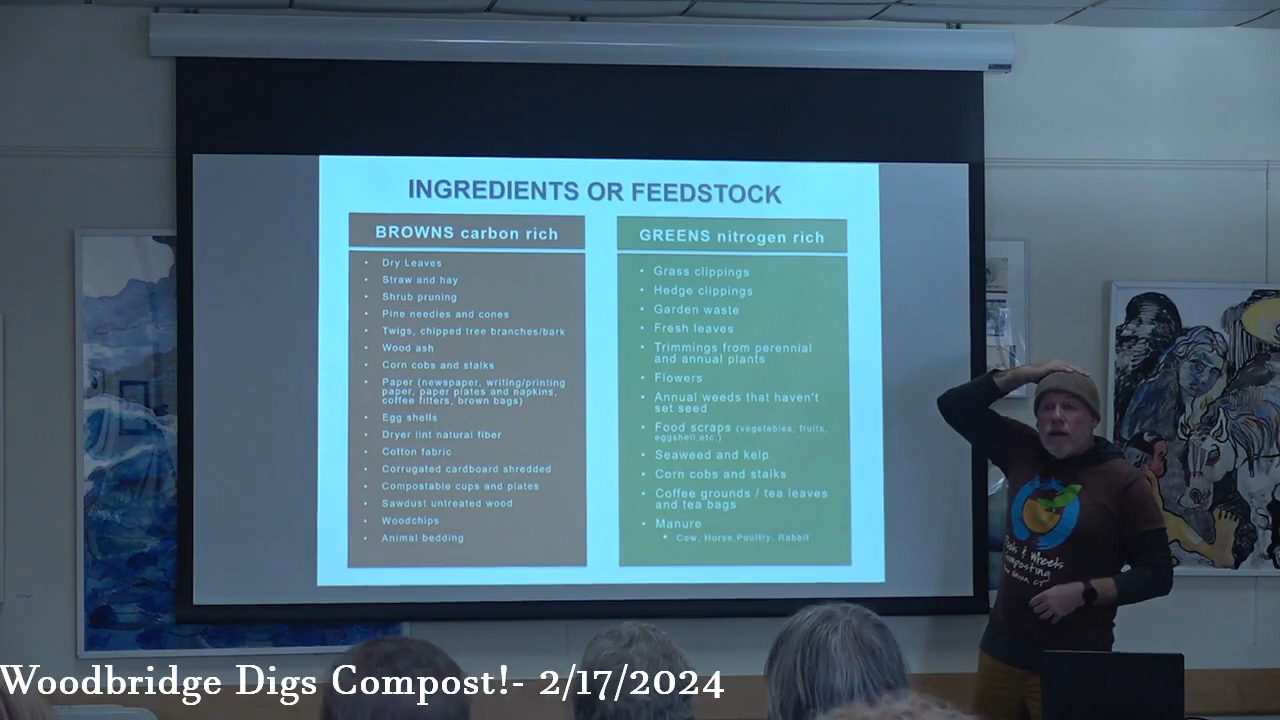 INGREDIENTS OR FEEDSTOCK
BROWNS carbon rich
• Dry Leaves
• Straw and hay
• Shrub pruning
• Pine needles and cones
• Twigs, chipped tree branches/bark
• Wood ash
• Corn cobs and stalks
• Paper (newspaper, writing/printing
paper, paper plates and napkins,
coffee filters, brown bags)
• Egg shells
• Dryer lint natural fiber
• Cotton fabric
• Corrugated cardboard shredded
• Compostable cups and plates
• Sawdust untreated wood
• Woodchips
• Animal bedding
GREENS nitrogen rich
• Grass clippings
• Hedge clippings
• Garden waste
• Fresh leaves
• Trimmings from perennial
and annual plants
• Flowers
• Annual weeds that haven't
set seed
• Food scraps (vegetables, fruits,
eggshell,etc.)
• Seaweed and kelp
• Corn cobs and stalks
• Coffee grounds / tea leaves
and tea bags
• Manure
• Cow, Horse,Poultry, Rabbit
& Wheels
Composting
CT
Woodbridge Digs Compost!- 2/17/2024